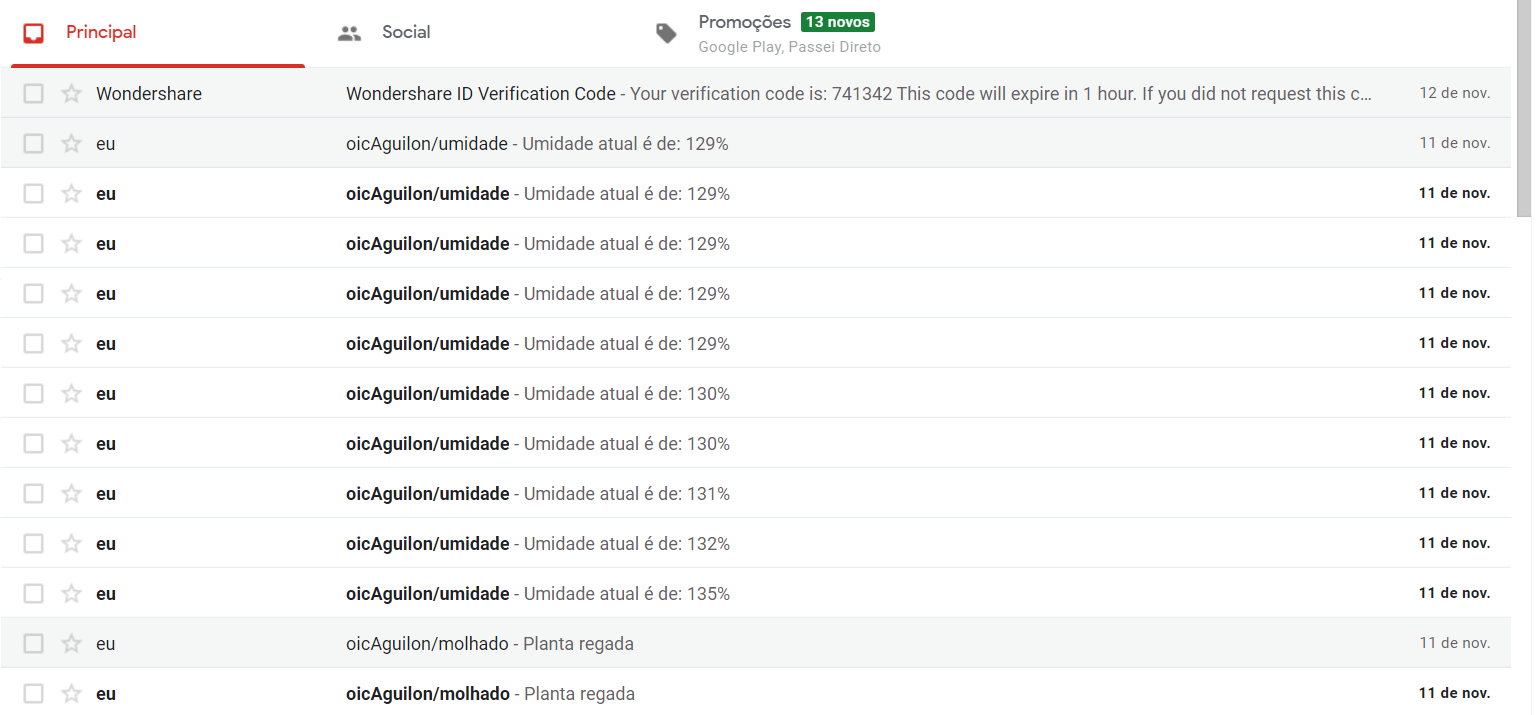 Principal
Social
Promoções 13 novos
Google Play, Passei Direto
Wondershare Wondershare ID Verification Code - Your verification code is: 741342 This code will expire in 1 hour. If you did not request this c... 12 de nov.
eu oicAguilon/umidade - Umidade atual é de: 129% 11 de nov.
eu oicAguilon/umidade - Umidade atual é de: 129% 11 de nov.
eu oicAguilon/umidade - Umidade atual é de: 129% 11 de nov.
eu oicAguilon/umidade - Umidade atual é de: 129% 11 de nov.
eu oicAguilon/umidade - Umidade atual é de: 129% 11 de nov.
eu oicAguilon/umidade - Umidade atual é de: 130% 11 de nov.
eu oicAguilon/umidade - Umidade atual é de: 130% 11 de nov.
eu oicAguilon/umidade - Umidade atual é de: 131% 11 de nov.
eu oicAguilon/umidade - Umidade atual é de: 132% 11 de nov.
eu oicAguilon/umidade - Umidade atual é de: 135% 11 de nov.
eu oicAguilon/molhado - Planta regada 11 de nov.
eu oicAguilon/molhado - Planta regada 11 de nov.